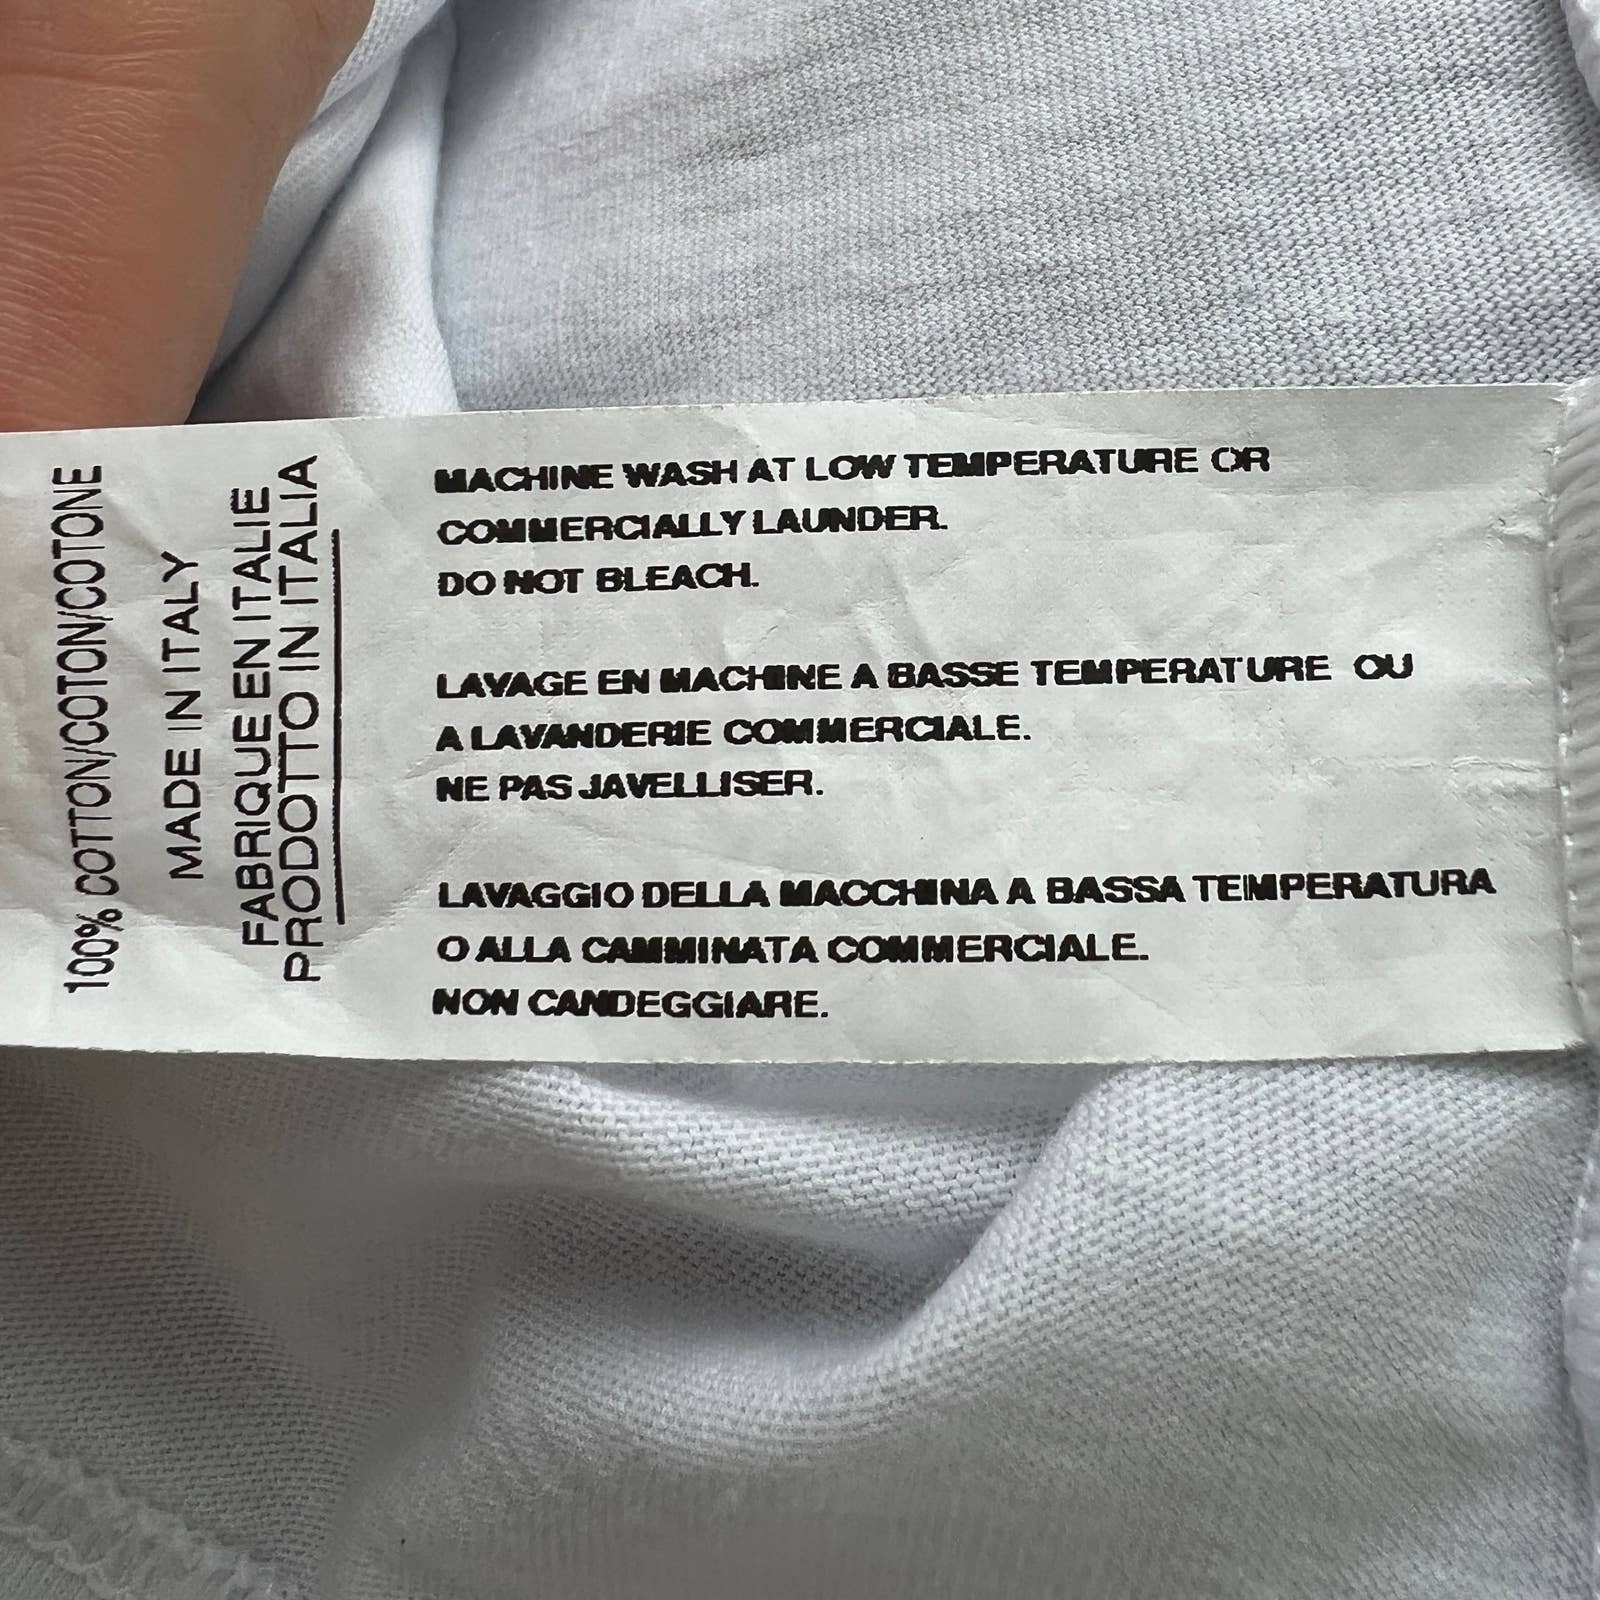 100% COTTON/COTON/COTONE
MADE IN ITALY
FABRIQUE EN ITALIE
PRODOTTO IN ITALIA
MACHINE WASH AT LOW TEMPERATURE OR
COMMERCIALLY LAUNDER.
DO NOT BLEACH.
LAVAGE EN MACHINE A BASSE TEMPERATURE OU
A LAVANDERIE COMMERCIALE.
NE PAS JAVELLISER.
LAVAGGIO DELLA MACCHINA A BASSA TEMPERATURA
O ALLA CAMMINATA COMMERCIALE.
NON CANDEGGIARE.